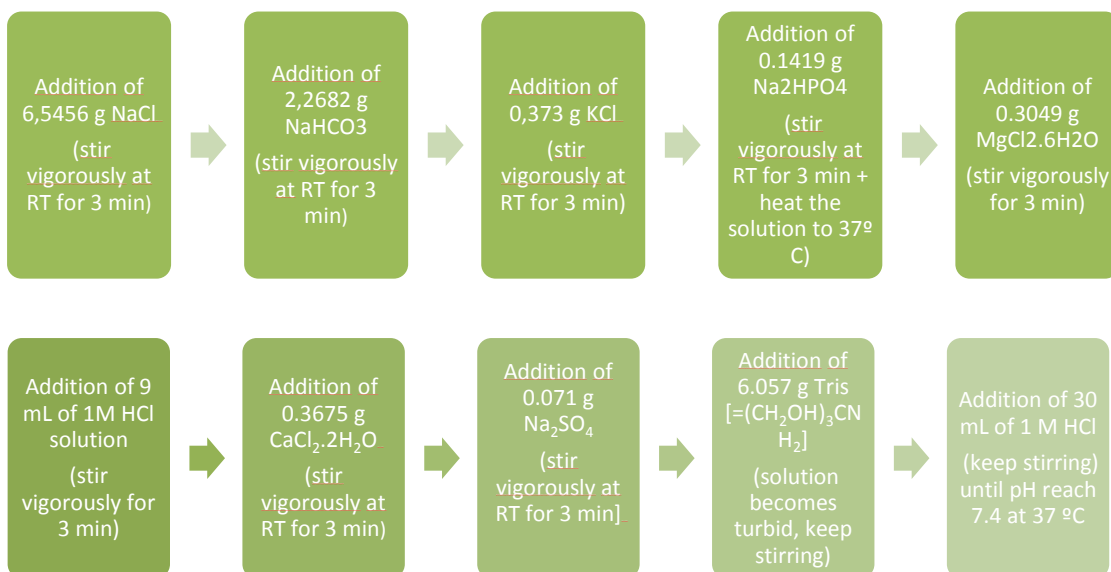 Addition of
6,5456 g NaCl
(stir
vigorously at
RT for 3 min)
Addition of
2,2682 g
NaHCO3
(stir vigorously
at RT for 3
min)
Addition of
0,373 g KCl
(stir
vigorously at
RT for 3 min)
Addition of
0.1419 g
Na2HPO4
(stir
vigorously at
RT for 3 min +
heat the
solution to 37º
C)
Addition of
0.3049 g
MgCl2.6H2O
(stir vigorously
for 3 min)
Addition of 9
mL of 1M HCl
solution
(stir
vigorously for
3 min)
Addition of
0.3675 g
CaCl₂.2H₂O
(stir
vigorously at
RT for 3 min)
Addition of
0.071 g
Na₂SO₄
(stir
vigorously at
RT for 3 min]
Addition of
6.057 g Tris
[=(CH₂OH)₃CN
H₂]
(solution
becomes
turbid, keep
stirring)
Addition of 30
mL of 1 M HCl
(keep stirring)
until pH reach
7.4 at 37 ºC